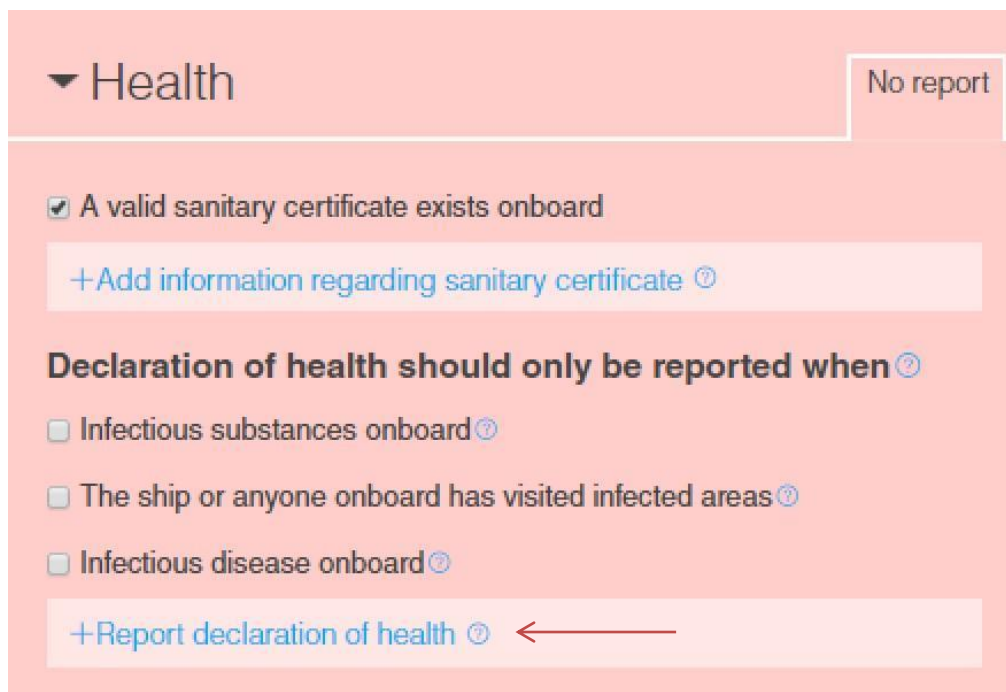 Health
No report
A valid sanitary certificate exists onboard
+Add information regarding sanitary certificate ?
Declaration of health should only be reported when ?
Infectious substances onboard ?
The ship or anyone onboard has visited infected areas ?
Infectious disease onboard ?
+Report declaration of health ?